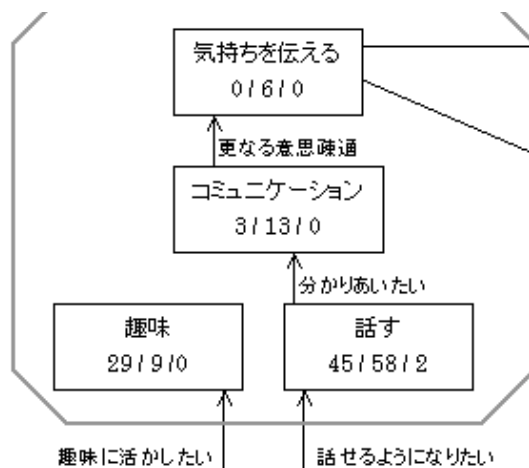 気持ちを伝える
0/6/0
更なる意思疎通
コミュニケーション
3/13/0
分かりあいたい
趣味
29/9/0
話す
45/58/2
趣味に活かしたい
話せるようになりたい